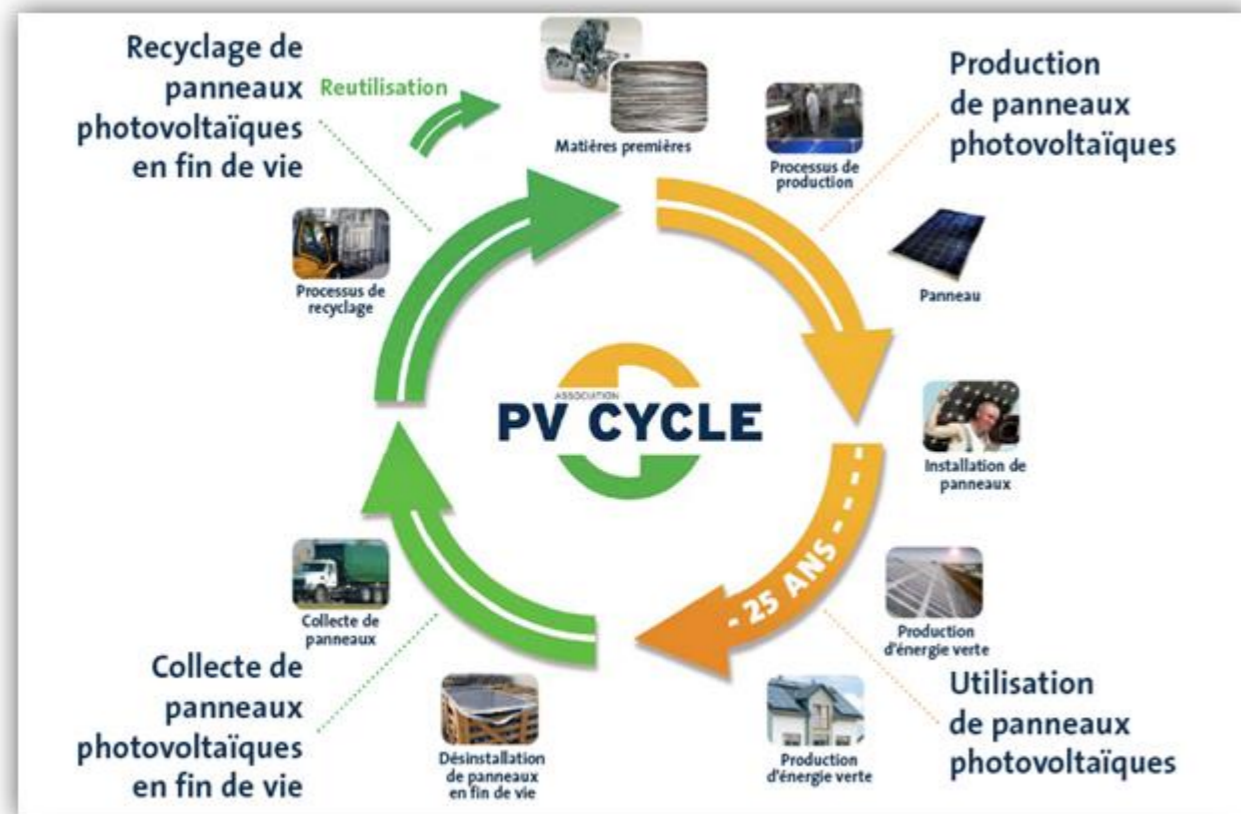 Recyclage de
panneaux
photovoltaïques
en fin de vie
Reutilisation
Matières premières
Processus de
production
Production
de panneaux
photovoltaïques
Panneau
Processus de
recyclage
ASSOCIATION
PV CYCLE
Installation de
panneaux
- 25 ANS - - -
Production
d'énergie verte
Collecte de
panneaux
Collecte de
panneaux
photovoltaïques
en fin de vie
Désinstallation
de panneaux
en fin de vie
Production
d'énergie verte
Utilisation
de panneaux
photovoltaïques